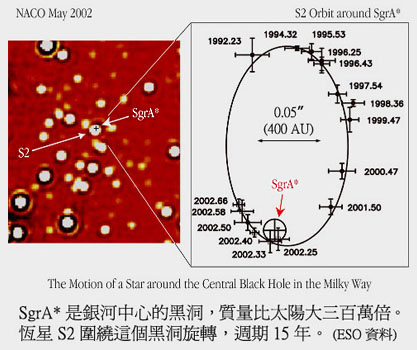 NACO May 2002
S2 Orbit around SgrA*
SgrA*
S2
1992.23
1994.32
1995.53
1996.25
1996.43
1997.54
1998.36
1999.47
0.05"
(400 AU)
2000.47
SgrA*
2001.50
2002.66
2002.58
2002.50
2002.40
2002.33
2002.25
The Motion of a Star around the Central Black Hole in the Milky Way
SgrA* 是銀河中心的黑洞，質量比太陽大三百萬倍。
恆星 S2 圍繞這個黑洞旋轉，週期 15 年。 (ESO 資料)